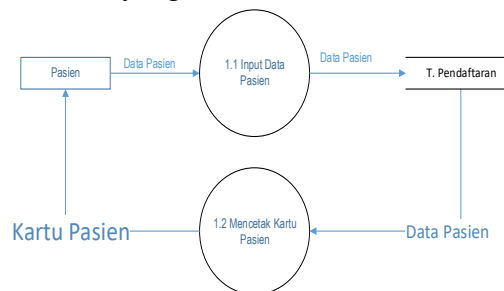 Pasien
Data Pasien
1.1 Input Data
Pasien
Data Pasien
T. Pendaftaran
Kartu Pasien
1.2 Mencetak Kartu
Pasien
Data Pasien